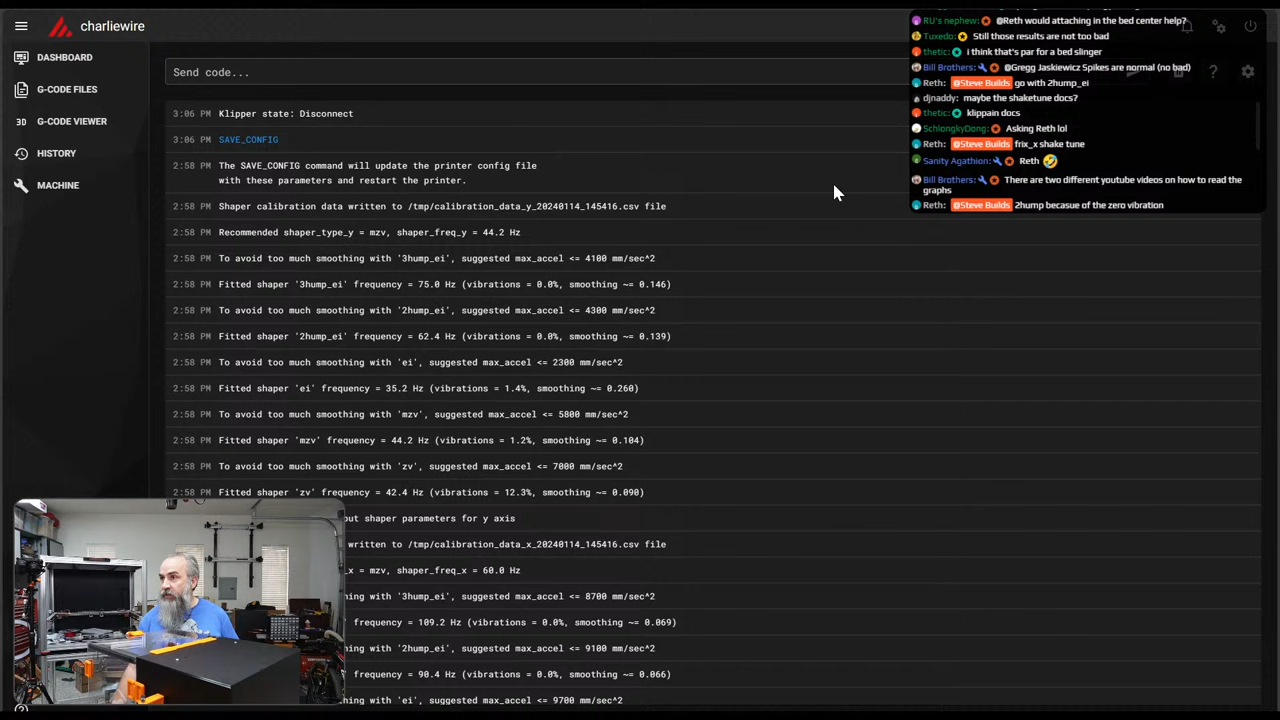 charliewire
DASHBOARD
G-CODE FILES
3D G-CODE VIEWER
HISTORY
MACHINE
Send code...
3:06 PM Klipper state: Disconnect
3:06 PM SAVE_CONFIG
2:58 PM The SAVE_CONFIG command will update the printer config file
with these parameters and restart the printer.
2:58 PM Shaper calibration data written to /tmp/calibration_data_y_20240114_145416.csv file
2:58 PM Recommended shaper_type_y = mzv, shaper_freq_y = 44.2 Hz
2:58 PM To avoid too much smoothing with '3hump_ei', suggested max_accel <= 4100 mm/sec^2
2:58 PM Fitted shaper '3hump_ei' frequency = 75.0 Hz (vibrations = 0.0%, smoothing ~= 0.146)
2:58 PM To avoid too much smoothing with '2hump_ei', suggested max_accel <= 4300 mm/sec^2
2:58 PM Fitted shaper '2hump_ei' frequency = 62.4 Hz (vibrations = 0.0%, smoothing ~= 0.139)
2:58 PM To avoid too much smoothing with 'ei', suggested max_accel <= 2300 mm/sec^2
2:58 PM Fitted shaper 'ei' frequency = 35.2 Hz (vibrations = 1.4%, smoothing ~= 0.260)
2:58 PM To avoid too much smoothing with 'mzv', suggested max_accel <= 5800 mm/sec^2
2:58 PM Fitted shaper 'mzv' frequency = 44.2 Hz (vibrations = 1.2%, smoothing ~= 0.104)
2:58 PM To avoid too much smoothing with 'zv', suggested max_accel <= 7000 mm/sec^2
2:58 PM Fitted shaper 'zv' frequency = 42.4 Hz (vibrations = 12.3%, smoothing ~= 0.090)
put shaper parameters for y axis
written to /tmp/calibration_data_x_20240114_145416.csv file
x = mzv, shaper_freq_x = 60.0 Hz
hing with '3hump_ei', suggested max_accel <= 8700 mm/sec^2
frequency = 109.2 Hz (vibrations = 0.0%, smoothing ~= 0.069)
hing with '2hump_ei', suggested max_accel <= 9100 mm/sec^2
frequency = 90.4 Hz (vibrations = 0.0%, smoothing ~= 0.066)
hing with 'ei', suggested max_accel <= 9700 mm/sec^2
RU's nephew: @Reth would attaching in the bed center help?
Tuxedo: Still those results are not too bad
thetic: i think that's par for a bed slinger
Bill Brothers: @Gregg Jaskiewicz Spikes are normal (no bad)
Reth: @Steve Builds go with 2hump_ei
djnaddy: maybe the shaketune docs?
thetic: klippain docs
SchlongkyDong: Asking Reth lol
Reth: @Steve Builds frix_x shake tune
Sanity Agathion: Reth 🤣
Bill Brothers: There are two different youtube videos on how to read the
graphs
Reth: @Steve Builds 2hump becasue of the zero vibration